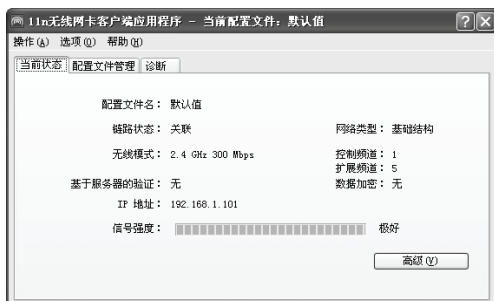 11n无线网卡客户端应用程序 - 当前配置文件: 默认值
操作(A) 选项(O) 帮助(H)
当前状态 配置文件管理 诊断
配置文件名: 默认值
链路状态: 关联 网络类型: 基础结构
无线模式: 2.4 GHz 300 Mbps 控制频道: 1
扩展频道: 5
基于服务器的验证: 无 数据加密: 无
IP 地址: 192.168.1.101
信号强度: 极好
高级(V)